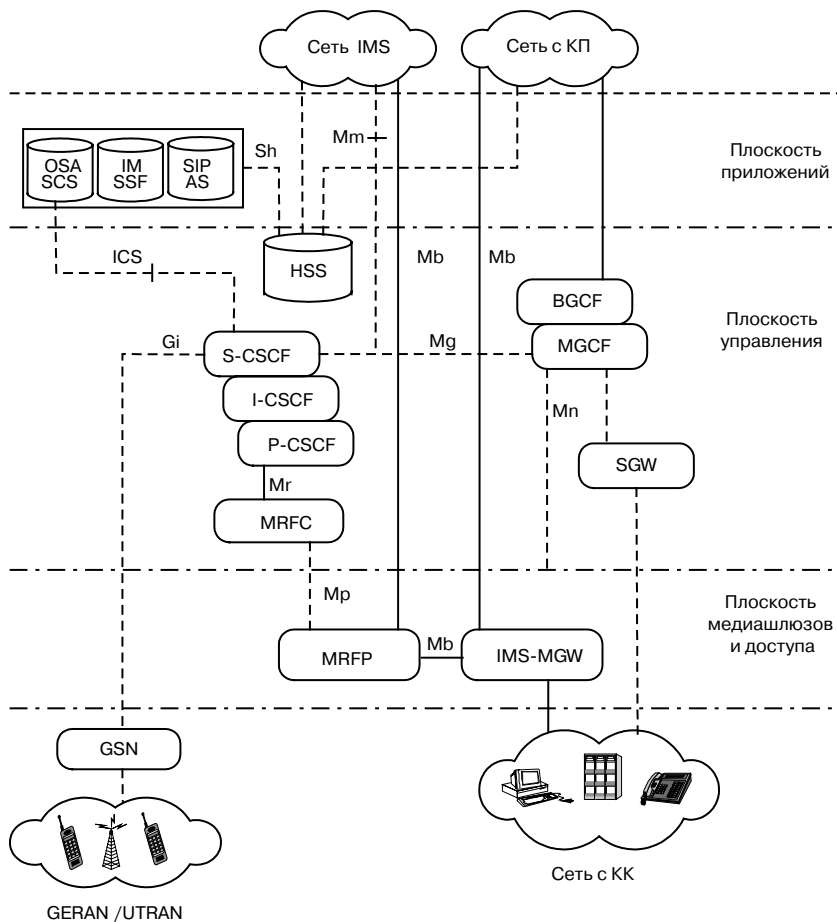 Сеть IMS
Сеть с КП
OSA
SCS
IM
SSF
SIP
AS
Sh
Mm
Плоскость
приложений
ICS
HSS
Mb
Mb
BGCF
MGCF
Плоскость
управления
Gi
S-CSCF
Mg
I-CSCF
Mn
P-CSCF
SGW
Mr
MRFC
Mp
Плоскость
медиашлюзов
и доступа
MRFP
Mb
IMS-MGW
GSN
Сеть с КК
GERAN /UTRAN